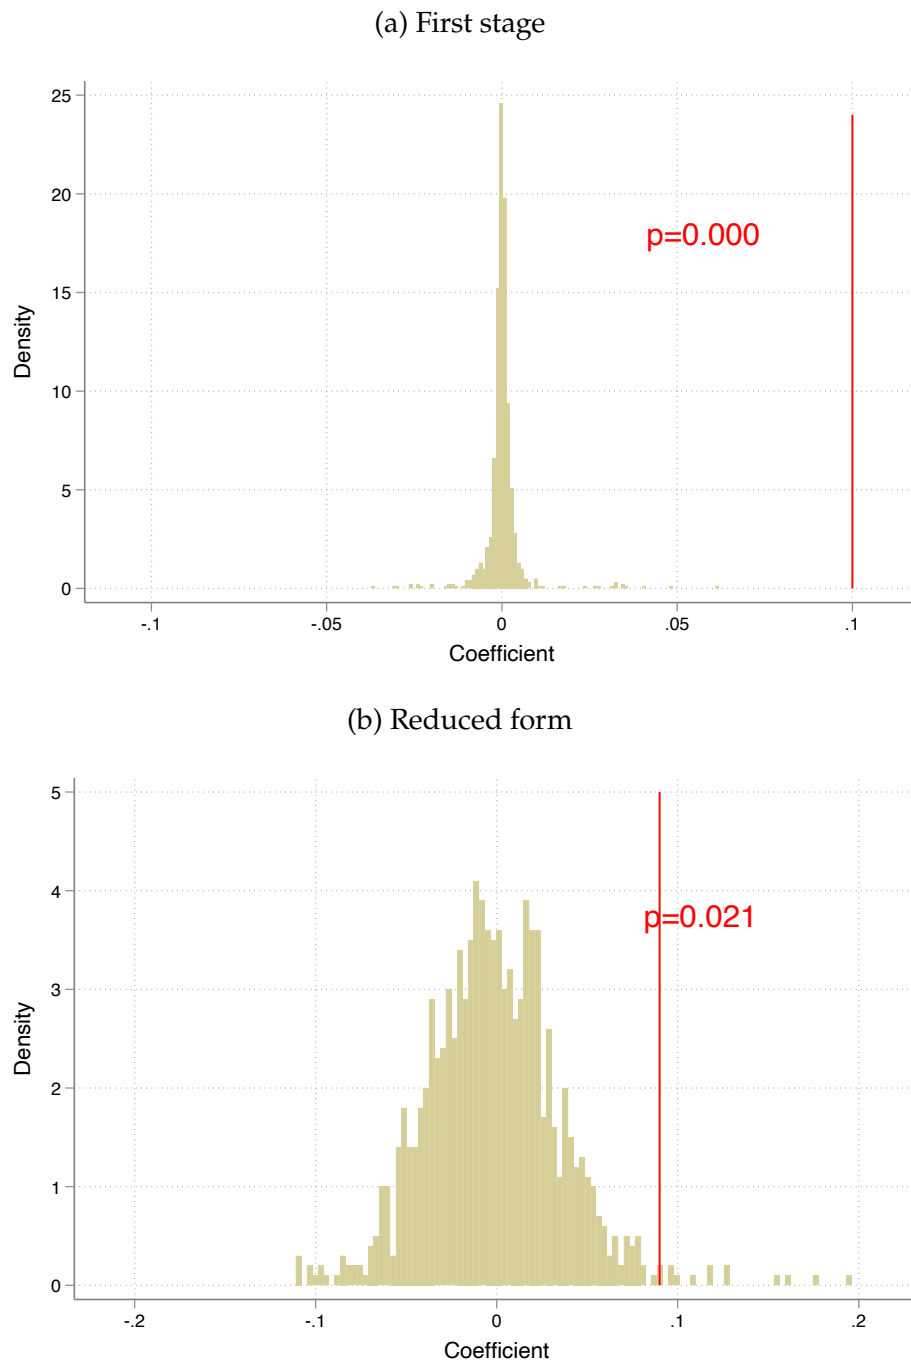 (a) First stage
25
20
15
10
5
0
Density
p=0.000
-.1 -.05 0 .05 .1
Coefficient
(b) Reduced form
5
4
3
2
1
0
Density
p=0.021
-.2 -.1 0 .1 .2
Coefficient